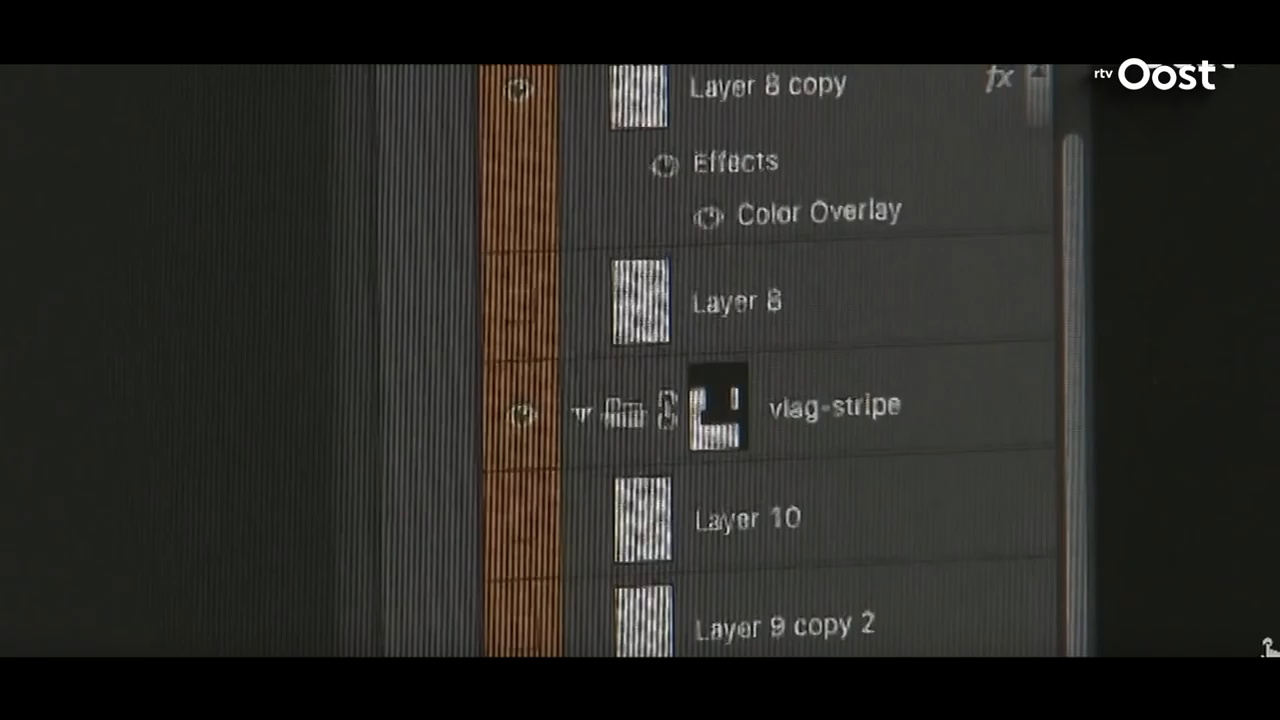 Layer 8 copy fx
rtv Oost
Effects
Color Overlay
Layer 8
vlag-stripe
Layer 10
Layer 9 copy 2